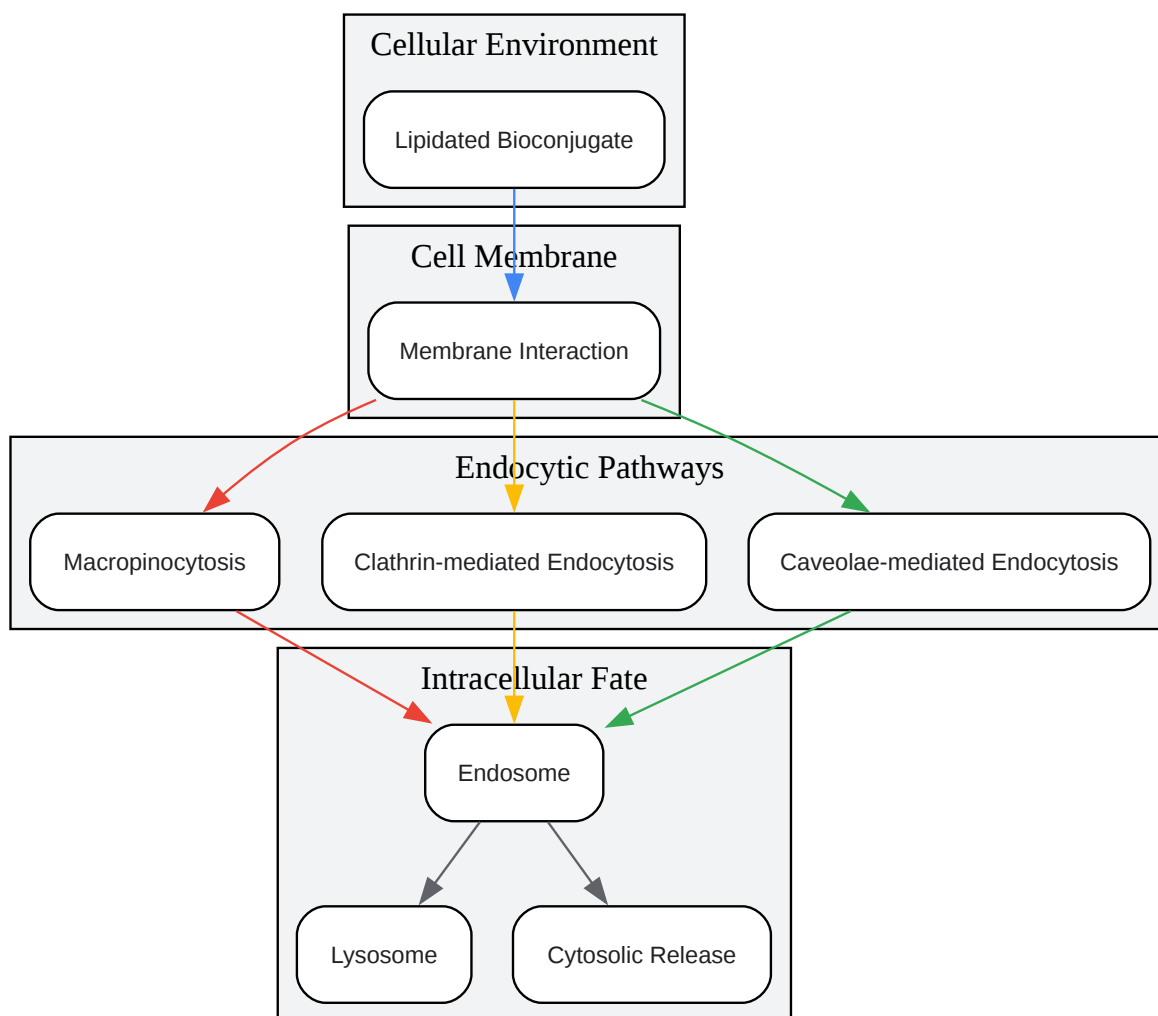 Cellular Environment
Lipidated Bioconjugate
Cell Membrane
Membrane Interaction
Endocytic Pathways
Macropinocytosis
Clathrin-mediated Endocytosis
Caveolae-mediated Endocytosis
Intracellular Fate
Endosome
Lysosome
Cytosolic Release